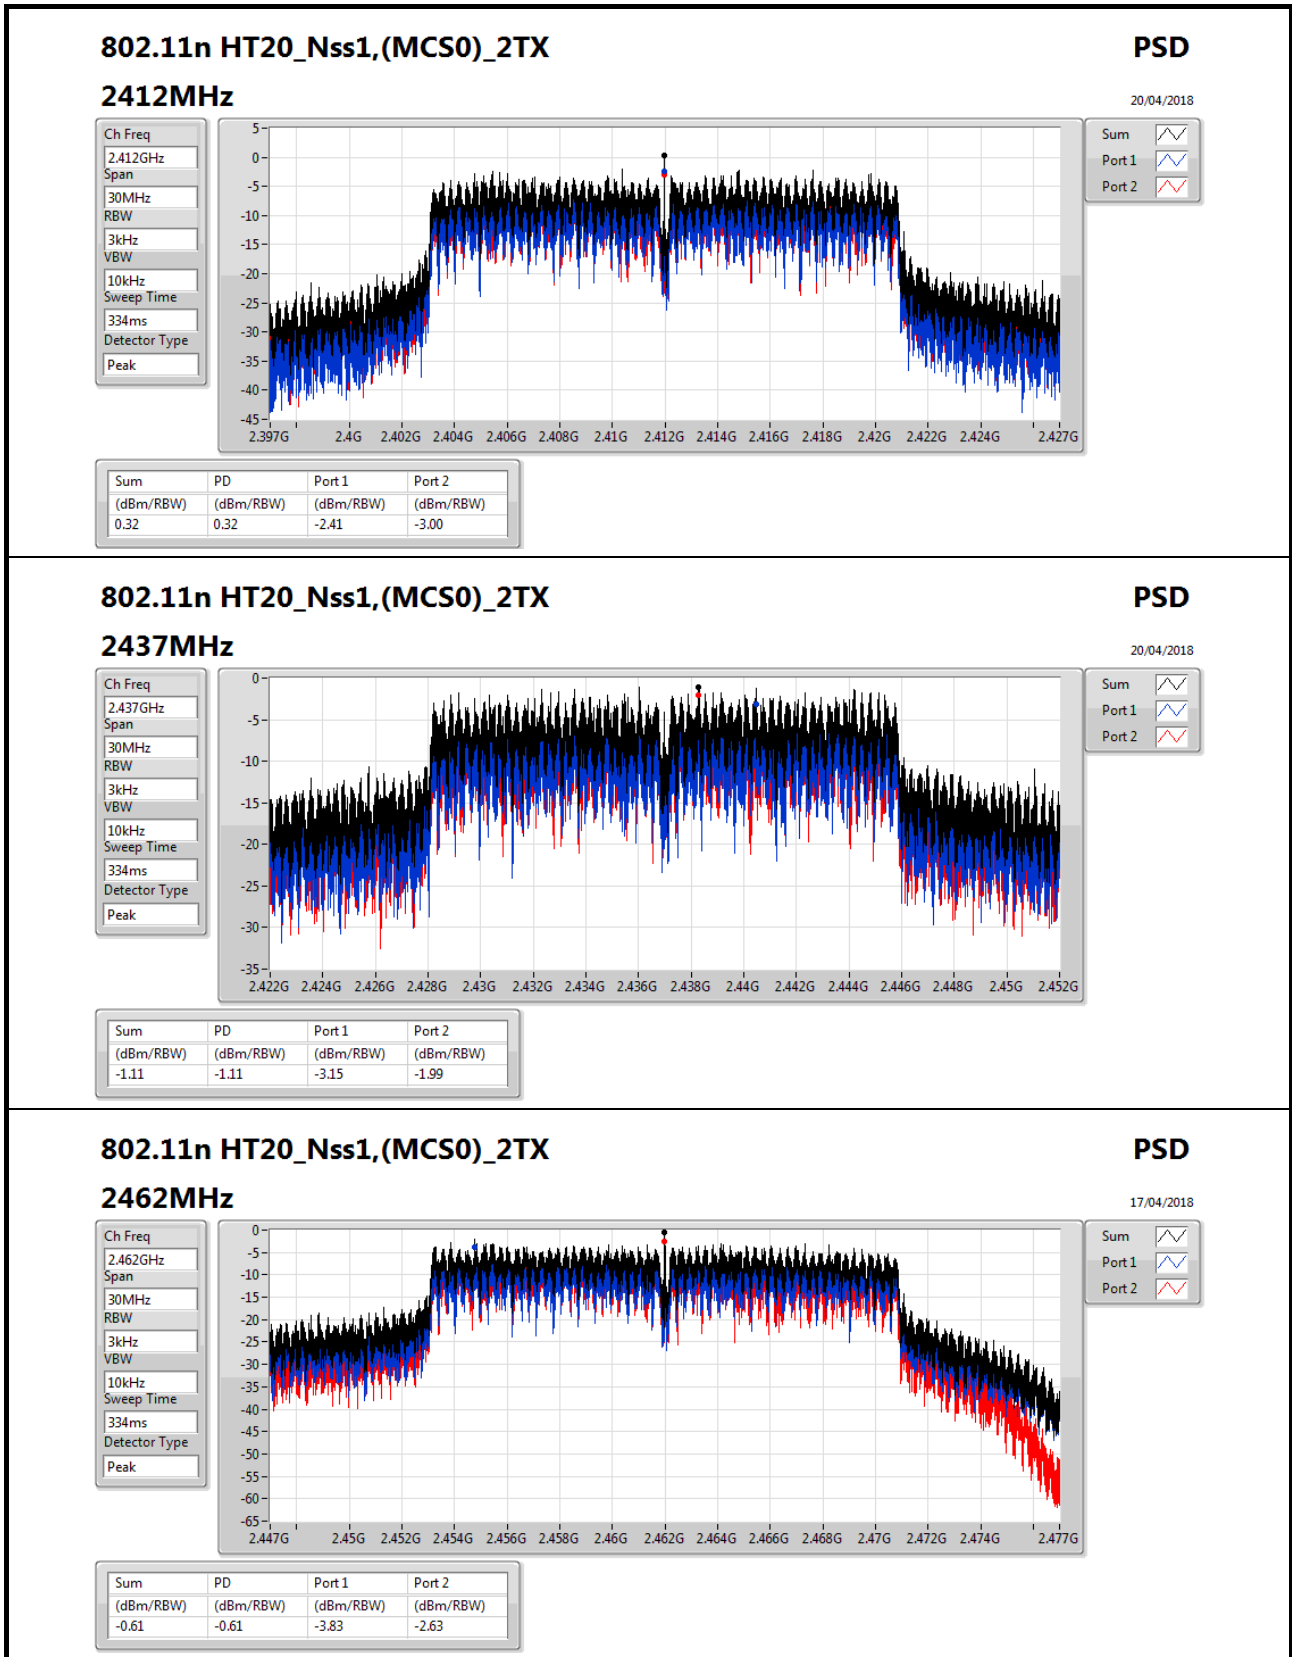 802.11n HT20_Nss1,(MCS0)_2TX PSD
2412MHz 20/04/2018
Ch Freq
2.412GHz
Span
30MHz
RBW
3kHz
VBW
10kHz
Sweep Time
334ms
Detector Type
Peak
5
0
-5
-10
-15
-20
-25
-30
-35
-40
-45
2.397G 2.4G 2.402G 2.404G 2.406G 2.408G 2.41G 2.412G 2.414G 2.416G 2.418G 2.42G 2.422G 2.424G 2.427G
Sum
Port 1
Port 2
Sum PD Port 1 Port 2
(dBm/RBW) (dBm/RBW) (dBm/RBW) (dBm/RBW)
0.32 0.32 -2.41 -3.00
802.11n HT20_Nss1,(MCS0)_2TX PSD
2437MHz 20/04/2018
Ch Freq
2.437GHz
Span
30MHz
RBW
3kHz
VBW
10kHz
Sweep Time
334ms
Detector Type
Peak
0
-5
-10
-15
-20
-25
-30
-35
2.422G 2.424G 2.426G 2.428G 2.43G 2.432G 2.434G 2.436G 2.438G 2.44G 2.442G 2.444G 2.446G 2.448G 2.45G 2.452G
Sum
Port 1
Port 2
Sum PD Port 1 Port 2
(dBm/RBW) (dBm/RBW) (dBm/RBW) (dBm/RBW)
-1.11 -1.11 -3.15 -1.99
802.11n HT20_Nss1,(MCS0)_2TX PSD
2462MHz 17/04/2018
Ch Freq
2.462GHz
Span
30MHz
RBW
3kHz
VBW
10kHz
Sweep Time
334ms
Detector Type
Peak
0
-5
-10
-15
-20
-25
-30
-35
-40
-45
-50
-55
-60
-65
2.447G 2.45G 2.452G 2.454G 2.456G 2.458G 2.46G 2.462G 2.464G 2.466G 2.468G 2.47G 2.472G 2.474G 2.477G
Sum
Port 1
Port 2
Sum PD Port 1 Port 2
(dBm/RBW) (dBm/RBW) (dBm/RBW) (dBm/RBW)
-0.61 -0.61 -3.83 -2.63